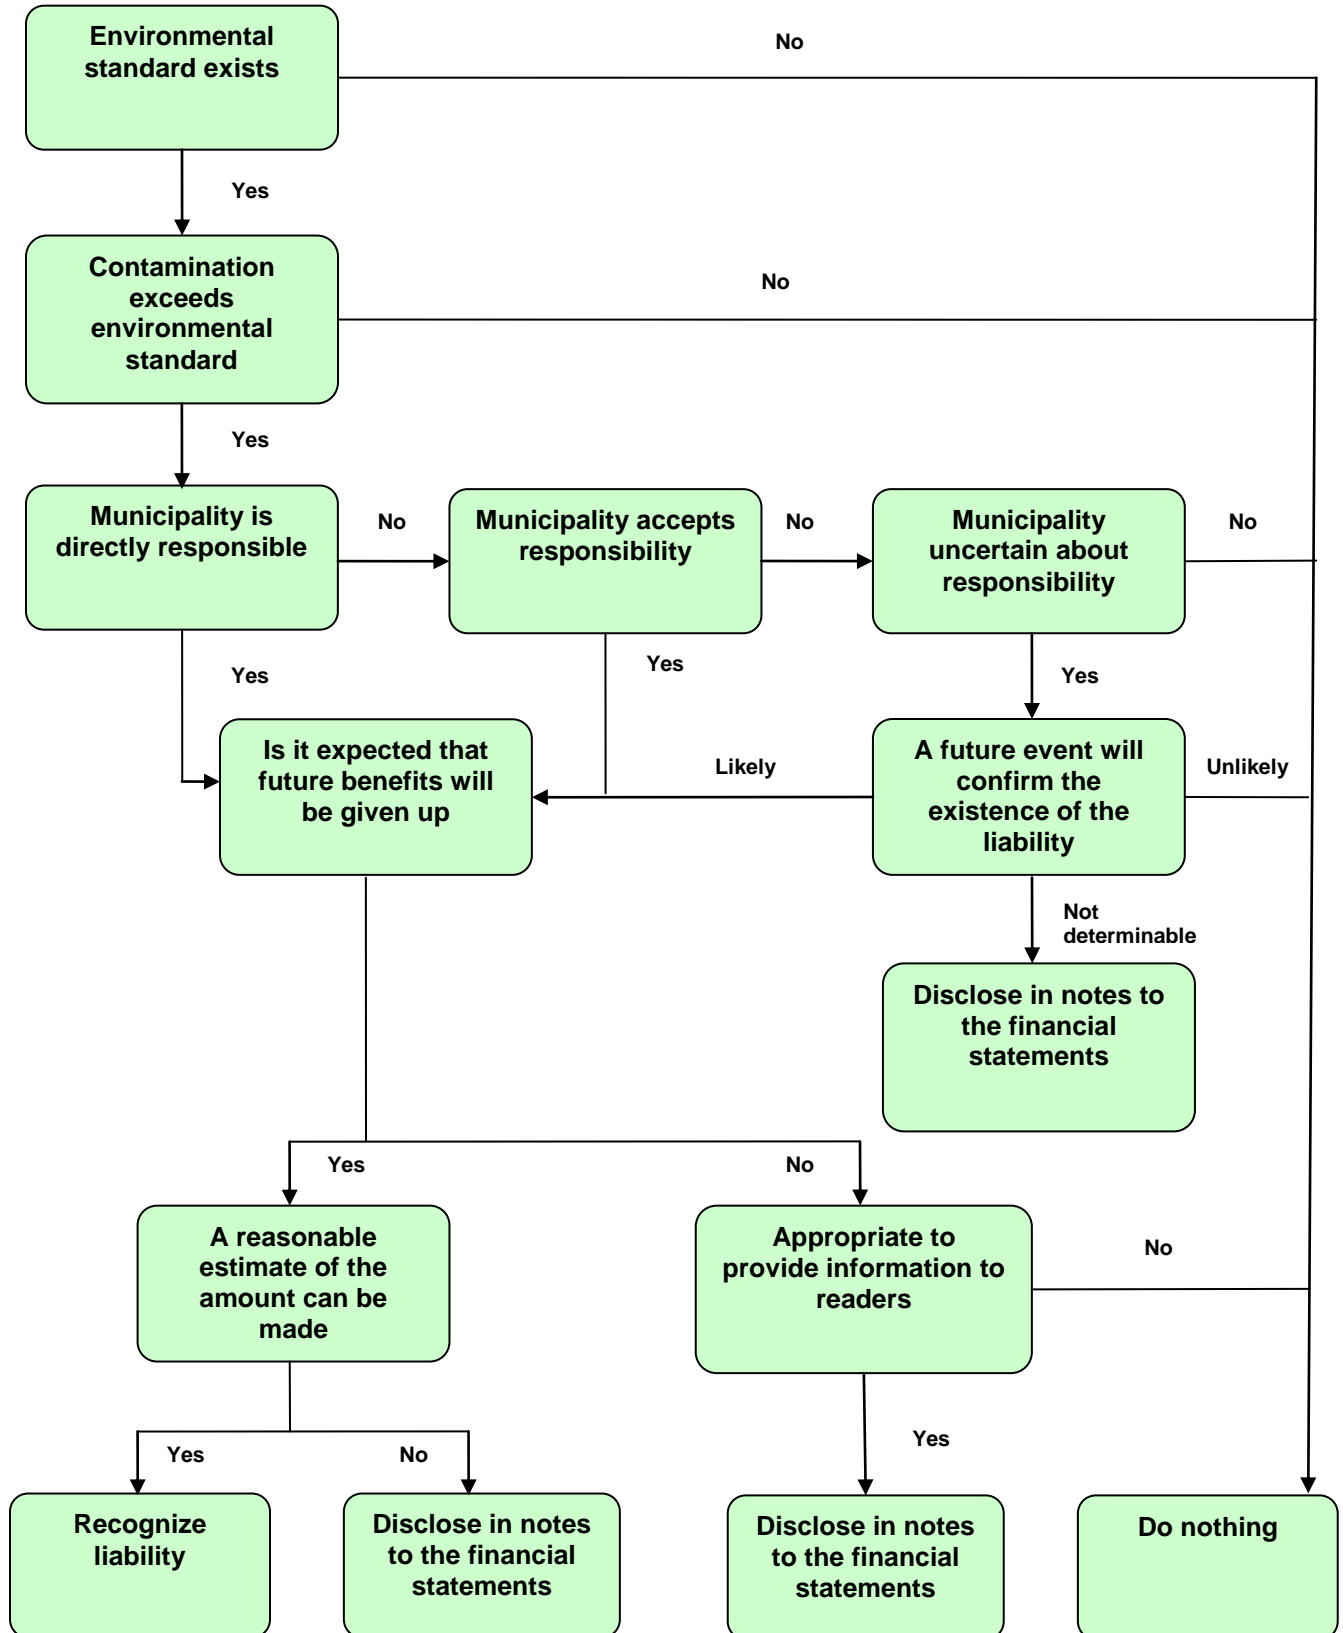 Environmental
standard exists
No
Yes
Contamination
exceeds
environmental
standard
No
Yes
Municipality is
directly responsible
No
Municipality accepts
responsibility
No
Municipality
uncertain about
responsibility
No
Yes
Yes
Yes
Is it expected that
future benefits will
be given up
Likely
A future event will
confirm the
existence of the
liability
Unlikely
Not
determinable
Disclose in notes to
the financial
statements
Yes
No
A reasonable
estimate of the
amount can be
made
Appropriate to
provide information to
readers
No
Yes
No
Yes
Recognize
liability
Disclose in notes
to the financial
statements
Disclose in notes
to the financial
statements
Do nothing